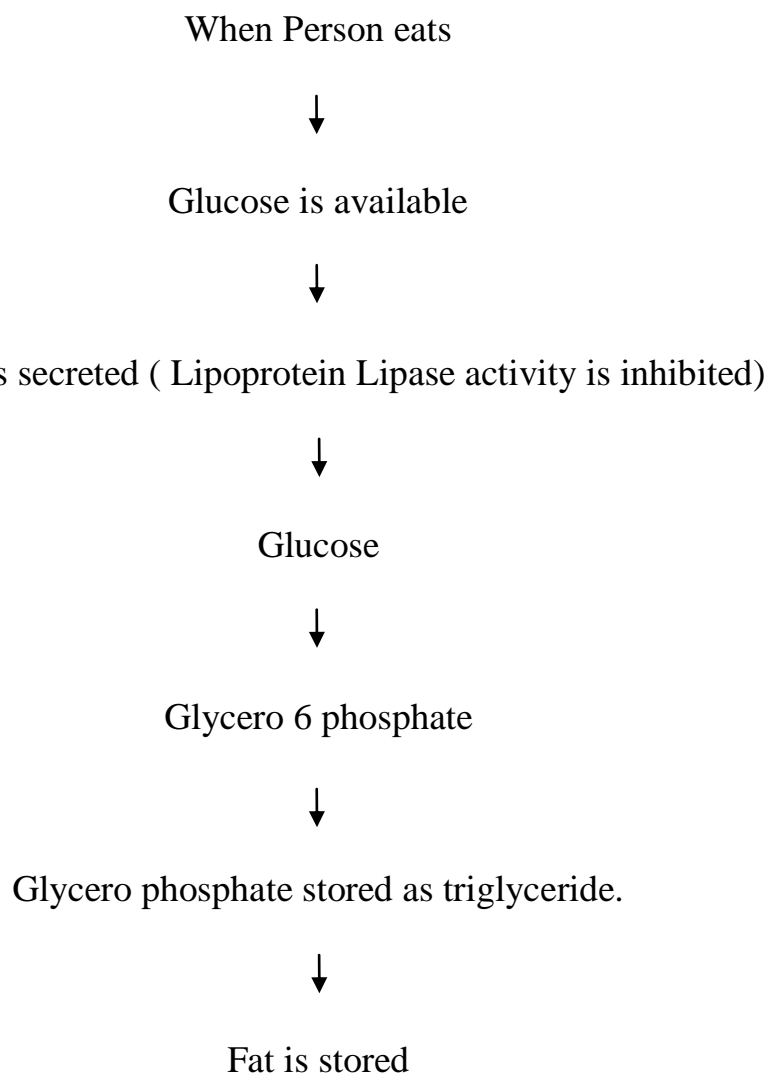 When Person eats
Glucose is available
s secreted ( Lipoprotein Lipase activity is inhibited)
Glucose
Glycero 6 phosphate
Glycero phosphate stored as triglyceride.
Fat is stored